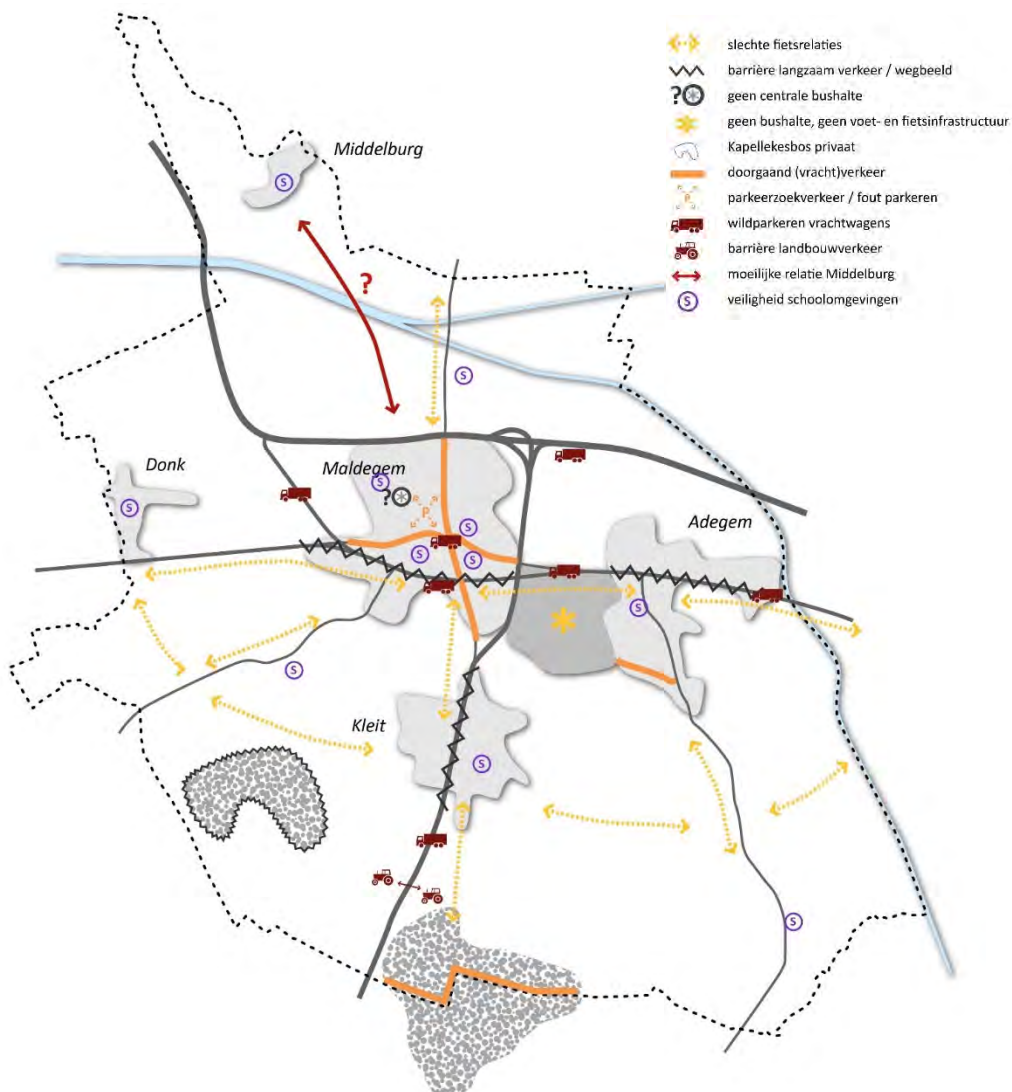 slechte fietsrelaties
barrière langzaam verkeer / wegbeeld
?
geen centrale bushalte
geen bushalte, geen voet- en fietsinfrastructuur
Kapellekesbos privaat
doorgaand (vracht)verkeer
P
parkeerzoekverkeer / fout parkeren
wildparkeren vrachtwagens
barrière landbouwverkeer
moeilijke relatie Middelburg
S
veiligheid schoolomgevingen
Middelburg
S
?
S
Donk
Maldegem
S
?
P
S
Adegem
S
S
S
S
S
Kleit
S
S